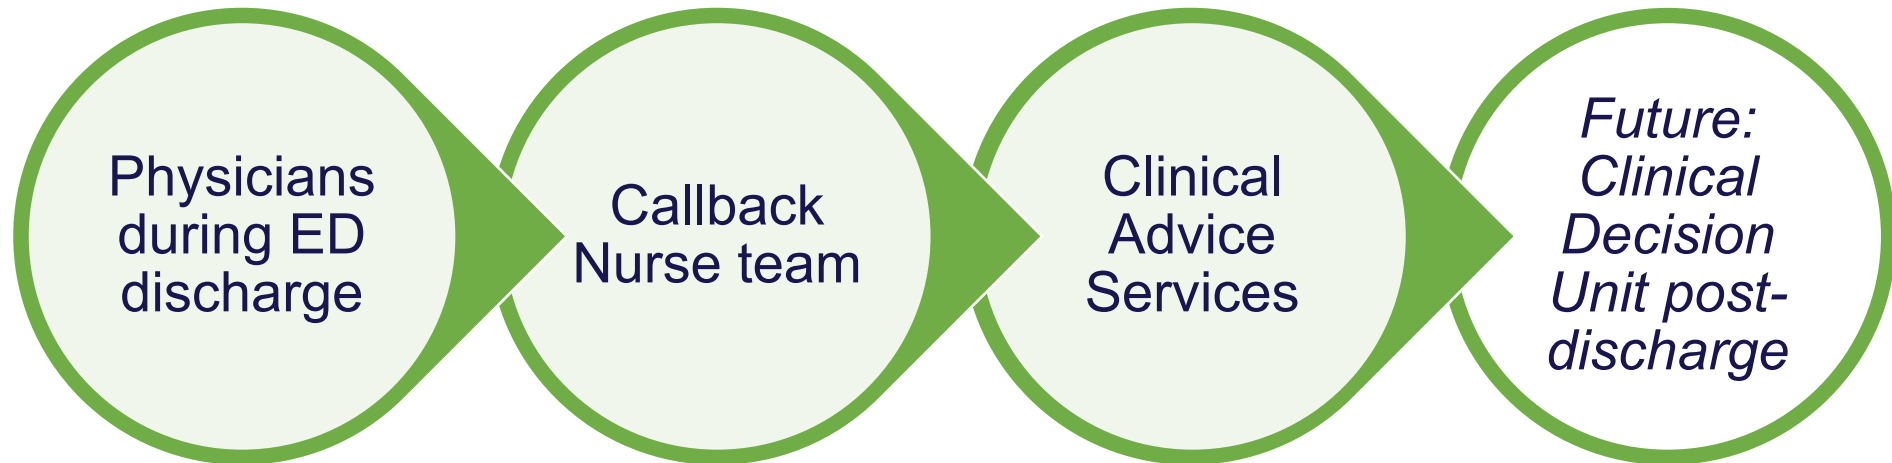 Physicians
during ED
discharge
Callback
Nurse team
Clinical
Advice
Services
Future:
Clinical
Decision
Unit post-
discharge